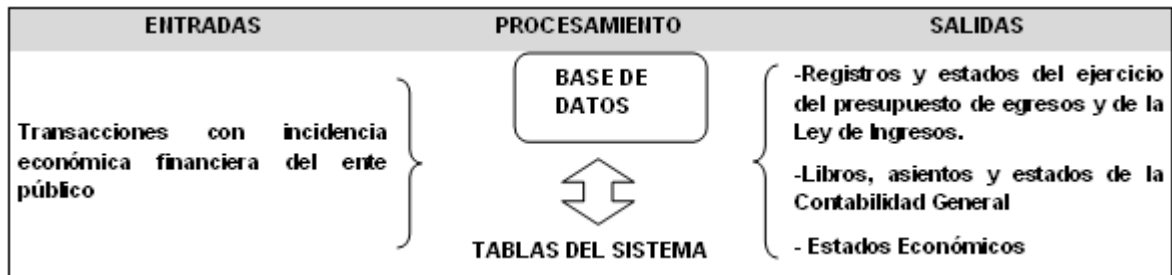 ENTRADAS
PROCESAMIENTO
SALIDAS
Transacciones con incidencia
económica financiera del ente
público
BASE DE
DATOS
TABLAS DEL SISTEMA
-Registros y estados del ejercicio
del presupuesto de egresos y de la
Ley de Ingresos.
-Libros, asientos y estados de la
Contabilidad General
- Estados Económicos